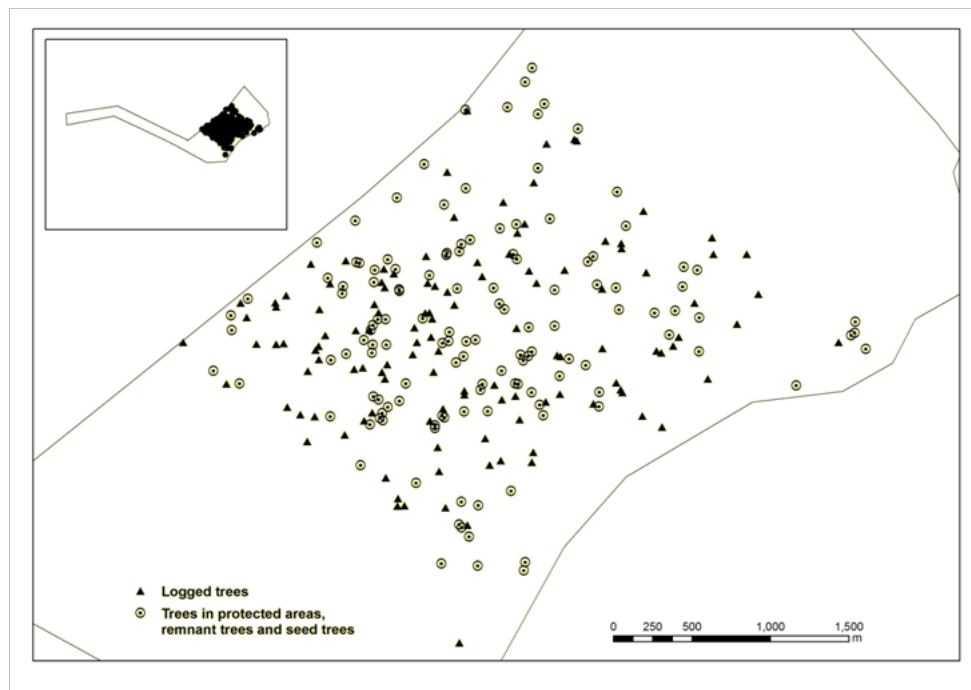 Logged trees
Trees in protected areas,
remnant trees and seed trees
0 250 500 1,000 1,500
m